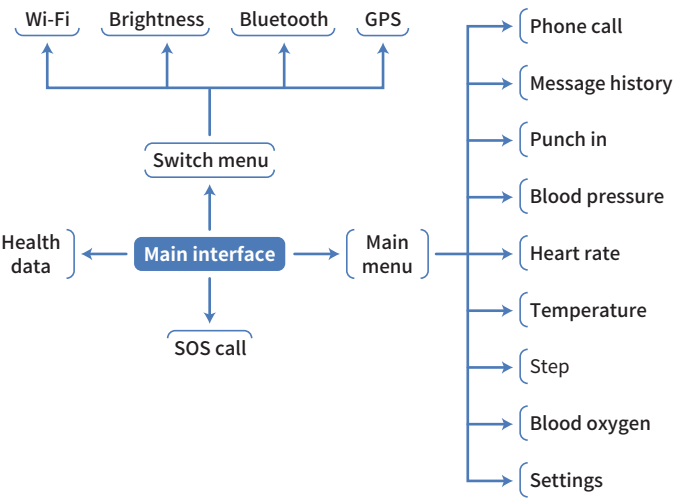 Wi-Fi
Brightness
Bluetooth
GPS
Switch menu
Health
data
Main interface
Main
menu
SOS call
Phone call
Message history
Punch in
Blood pressure
Heart rate
Temperature
Step
Blood oxygen
Settings